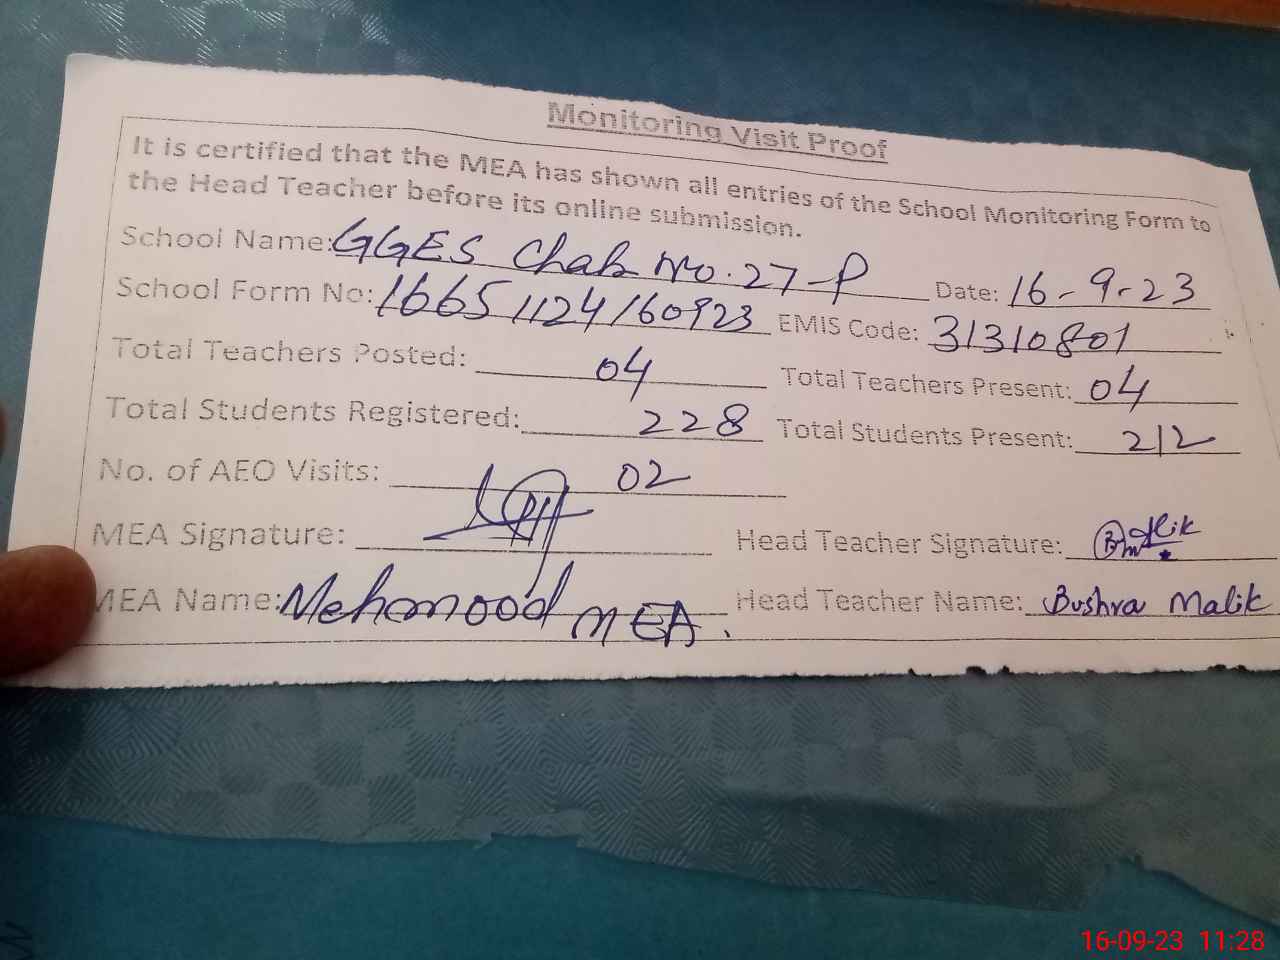 Monitoring Visit Proof
It is certified that the MEA has shown all entries of the School Monitoring Form to
the Head Teacher before its online submission.
School Name: GGES Chak No. 27-P Date: 16-9-23
School Form No: 16651124160923 EMIS Code: 31310801
Total Teachers Posted: 04 Total Teachers Present: 04
Total Students Registered: 228 Total Students Present: 212
No. of AEO Visits: 02
MEA Signature: Head Teacher Signature:
MEA Name: Mehmood MEA. Head Teacher Name: Bushra Malik
16-09-23 11:28